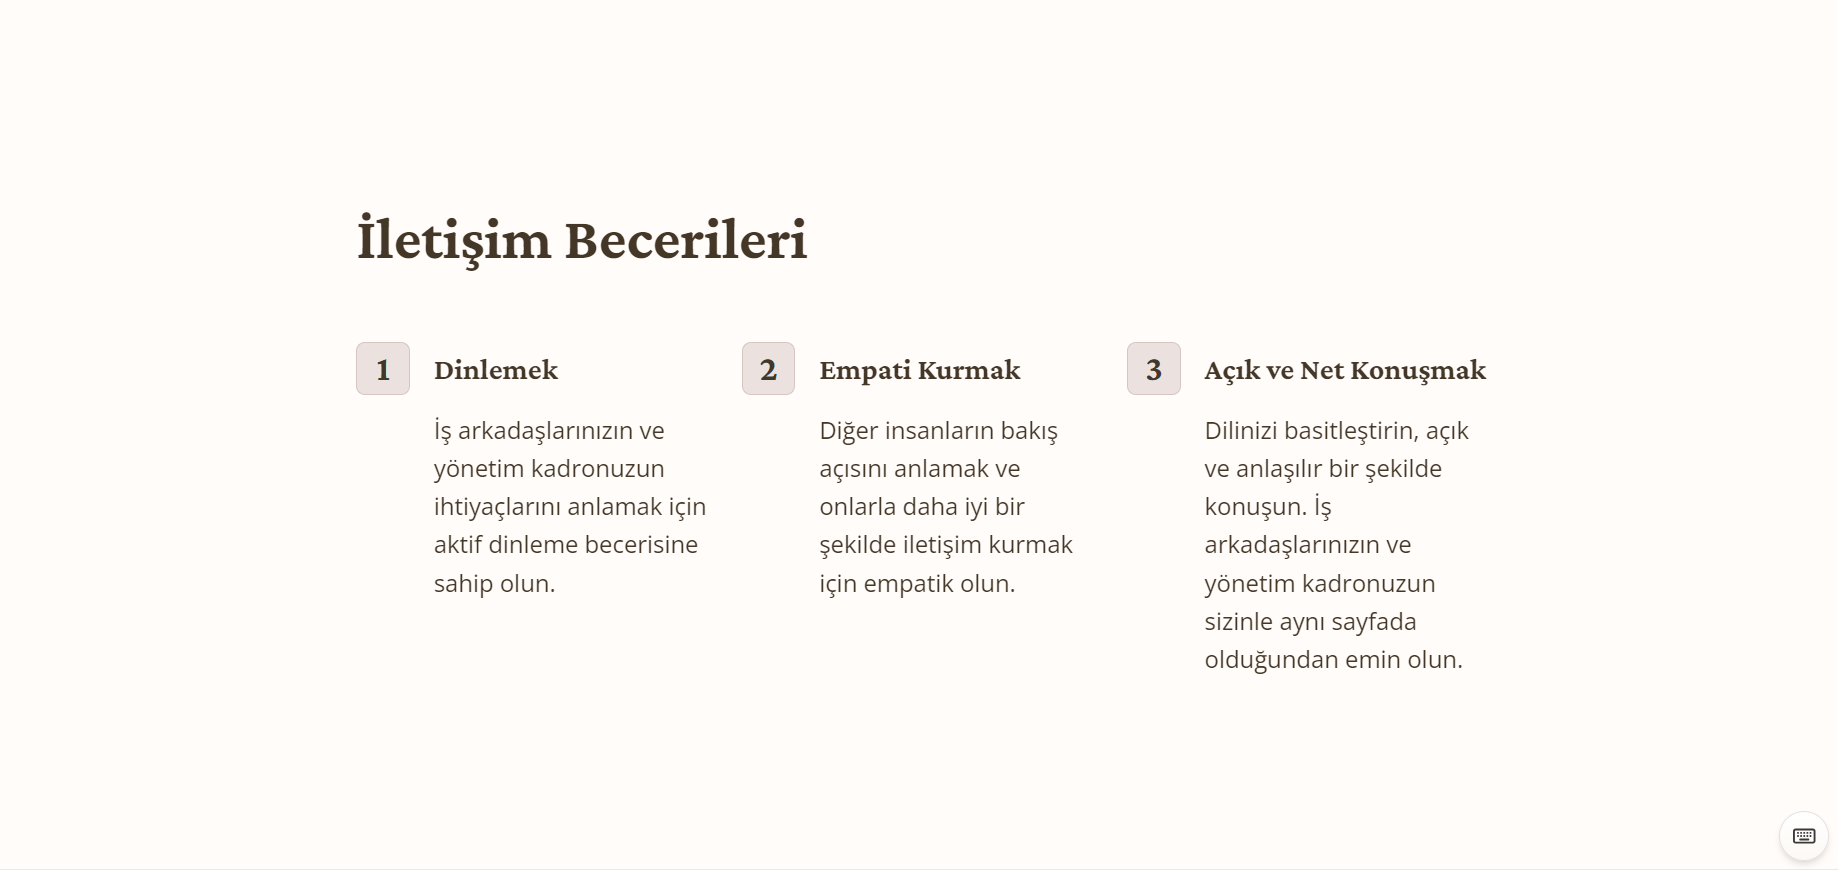 İletişim Becerileri
1
Dinlemek
İş arkadaşlarınızın ve
yönetim kadronuzun
ihtiyaçlarını anlamak için
aktif dinleme becerisine
sahip olun.
2
Empati Kurmak
Diğer insanların bakış
açısını anlamak ve
onlarla daha iyi bir
şekilde iletişim kurmak
için empatik olun.
3
Açık ve Net Konuşmak
Dilinizi basitleştirin, açık
ve anlaşılır bir şekilde
konuşun. İş
arkadaşlarınızın ve
yönetim kadronuzun
sizinle aynı sayfada
olduğundan emin olun.